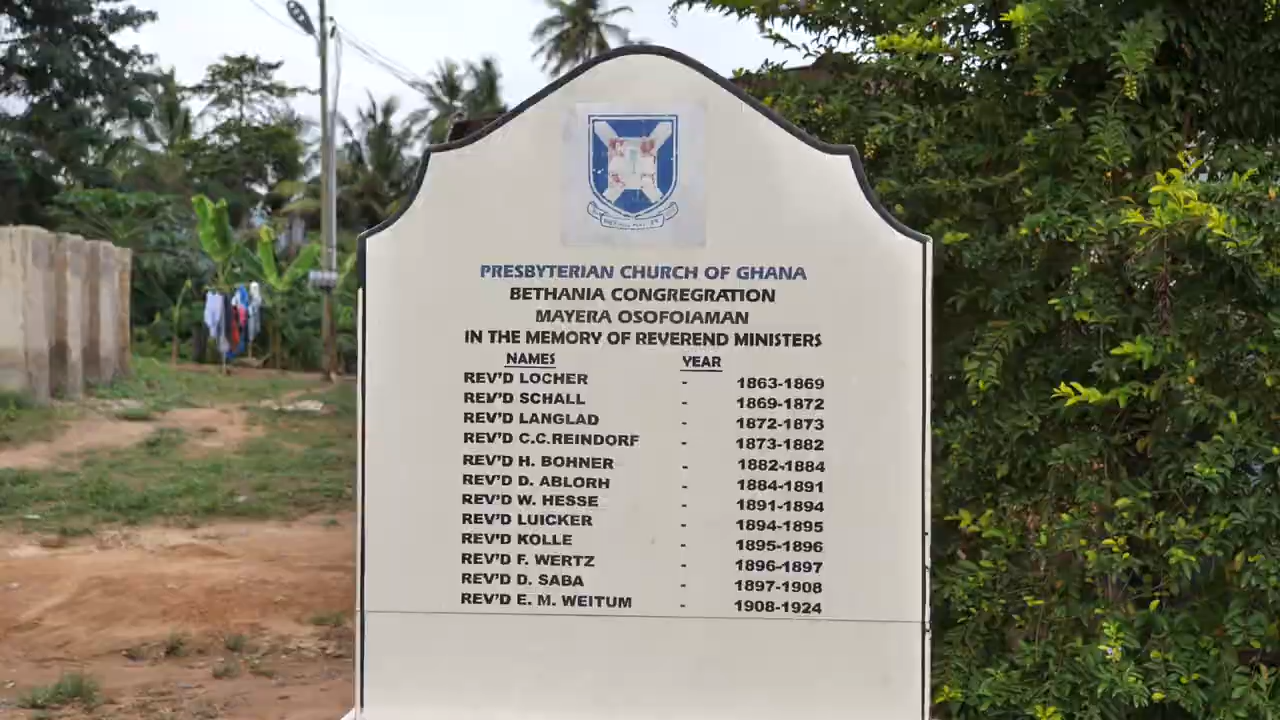 PRESBYTERIAN CHURCH OF GHANA
BETHANIA CONGREGRATION
MAYERA OSOFOIAMAN
IN THE MEMORY OF REVEREND MINISTERS
NAMES YEAR
REV'D LOCHER - 1863-1869
REV'D SCHALL - 1869-1872
REV'D LANGLAD - 1872-1873
REV'D C.C.REINDORF - 1873-1882
REV'D H. BOHNER - 1882-1884
REV'D D. ABLORH - 1884-1891
REV'D W. HESSE - 1891-1894
REV'D LUICKER - 1894-1895
REV'D KOLLE - 1895-1896
REV'D F. WERTZ - 1896-1897
REV'D D. SABA - 1897-1908
REV'D E. M. WEITUM - 1908-1924